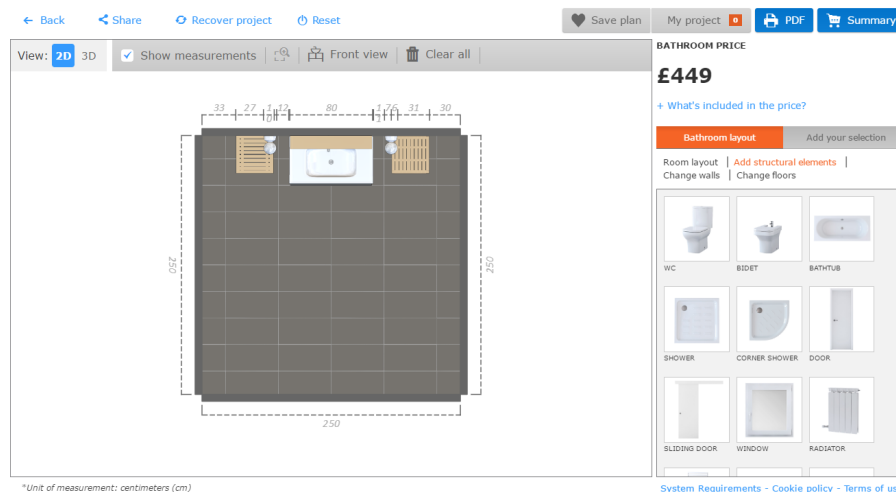 Back
Share
Recover project
Reset
Save plan
My project 0
PDF
Summary
View: 2D 3D
Show measurements
Front view
Clear all
BATHROOM PRICE
£449
+ What's included in the price?
Bathroom layout
Add your selection
Room layout | Add structural elements |
Change walls | Change floors
33 27 12 80 31 30
250
250
250
WC
BIDET
BATHTUB
SHOWER
CORNER SHOWER
DOOR
SLIDING DOOR
WINDOW
RADIATOR
*Unit of measurement: centimeters (cm)
System Requirements - Cookie policy - Terms of us